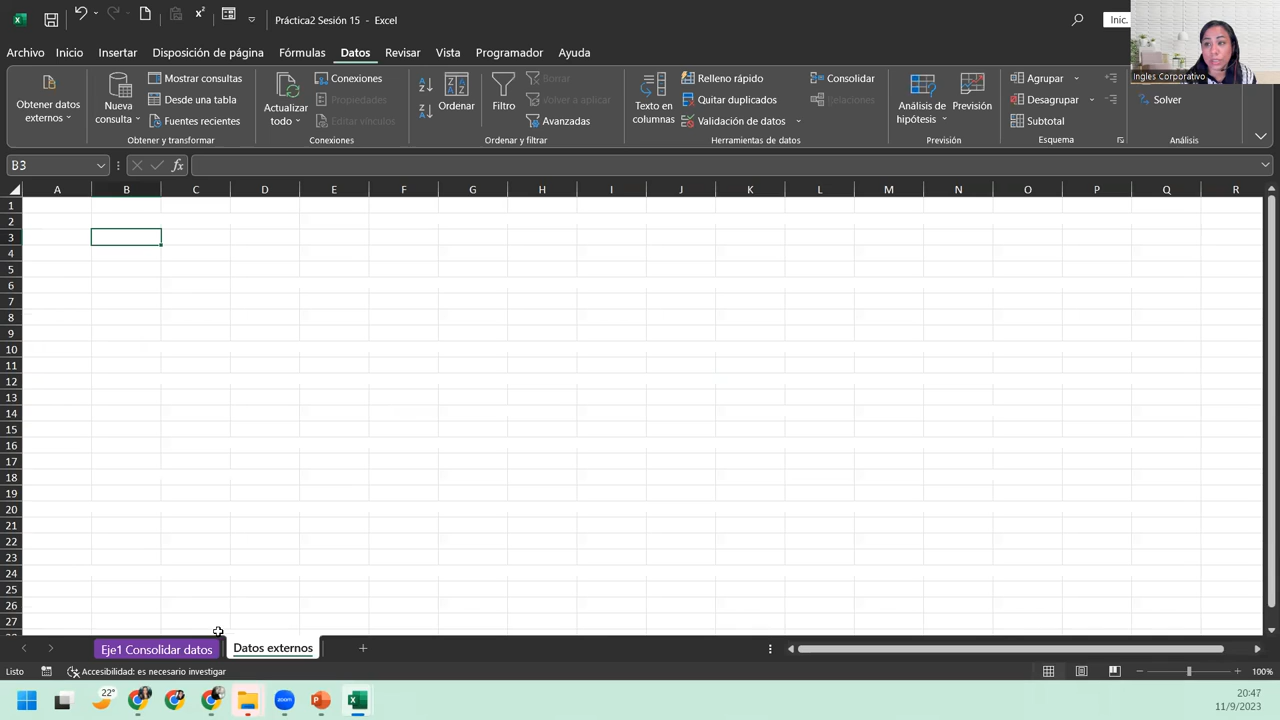 Práctica2 Sesión 15 - Excel
Inic.
Archivo Inicio Insertar Disposición de página Fórmulas Datos Revisar Vista Programador Ayuda
Ingles Corporativo
Obtener datos externos
Nueva consulta
Mostrar consultas
Desde una tabla
Fuentes recientes
Obtener y transformar
Actualizar todo
Conexiones
Propiedades
Editar vínculos
Conexiones
Ordenar
Filtro
Borrar
Volver a aplicar
Avanzadas
Ordenar y filtrar
Texto en columnas
Relleno rápido
Quitar duplicados
Validación de datos
Consolidar
Relaciones
Herramientas de datos
Análisis de hipótesis
Previsión
Previsión
Agrupar
Desagrupar
Subtotal
Esquema
Solver
Análisis
B3
fx
A B C D E F G H I J K L M N O P Q R
1
2
3
4
5
6
7
8
9
10
11
12
13
14
15
16
17
18
19
20
21
22
23
24
25
26
27
Eje1 Consolidar datos
Datos externos
Listo
Accesibilidad: es necesario investigar
100%
22°
zoom
20:47
11/9/2023